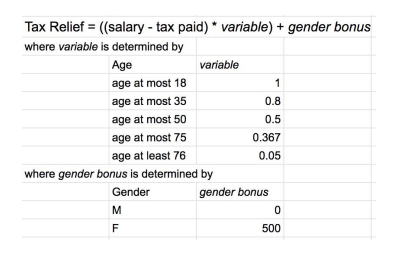 Tax Relief = ((salary - tax paid) * variable) + gender bonus
where variable is determined by
Age variable
age at most 18 1
age at most 35 0.8
age at most 50 0.5
age at most 75 0.367
age at least 76 0.05
where gender bonus is determined by
Gender gender bonus
M 0
F 500